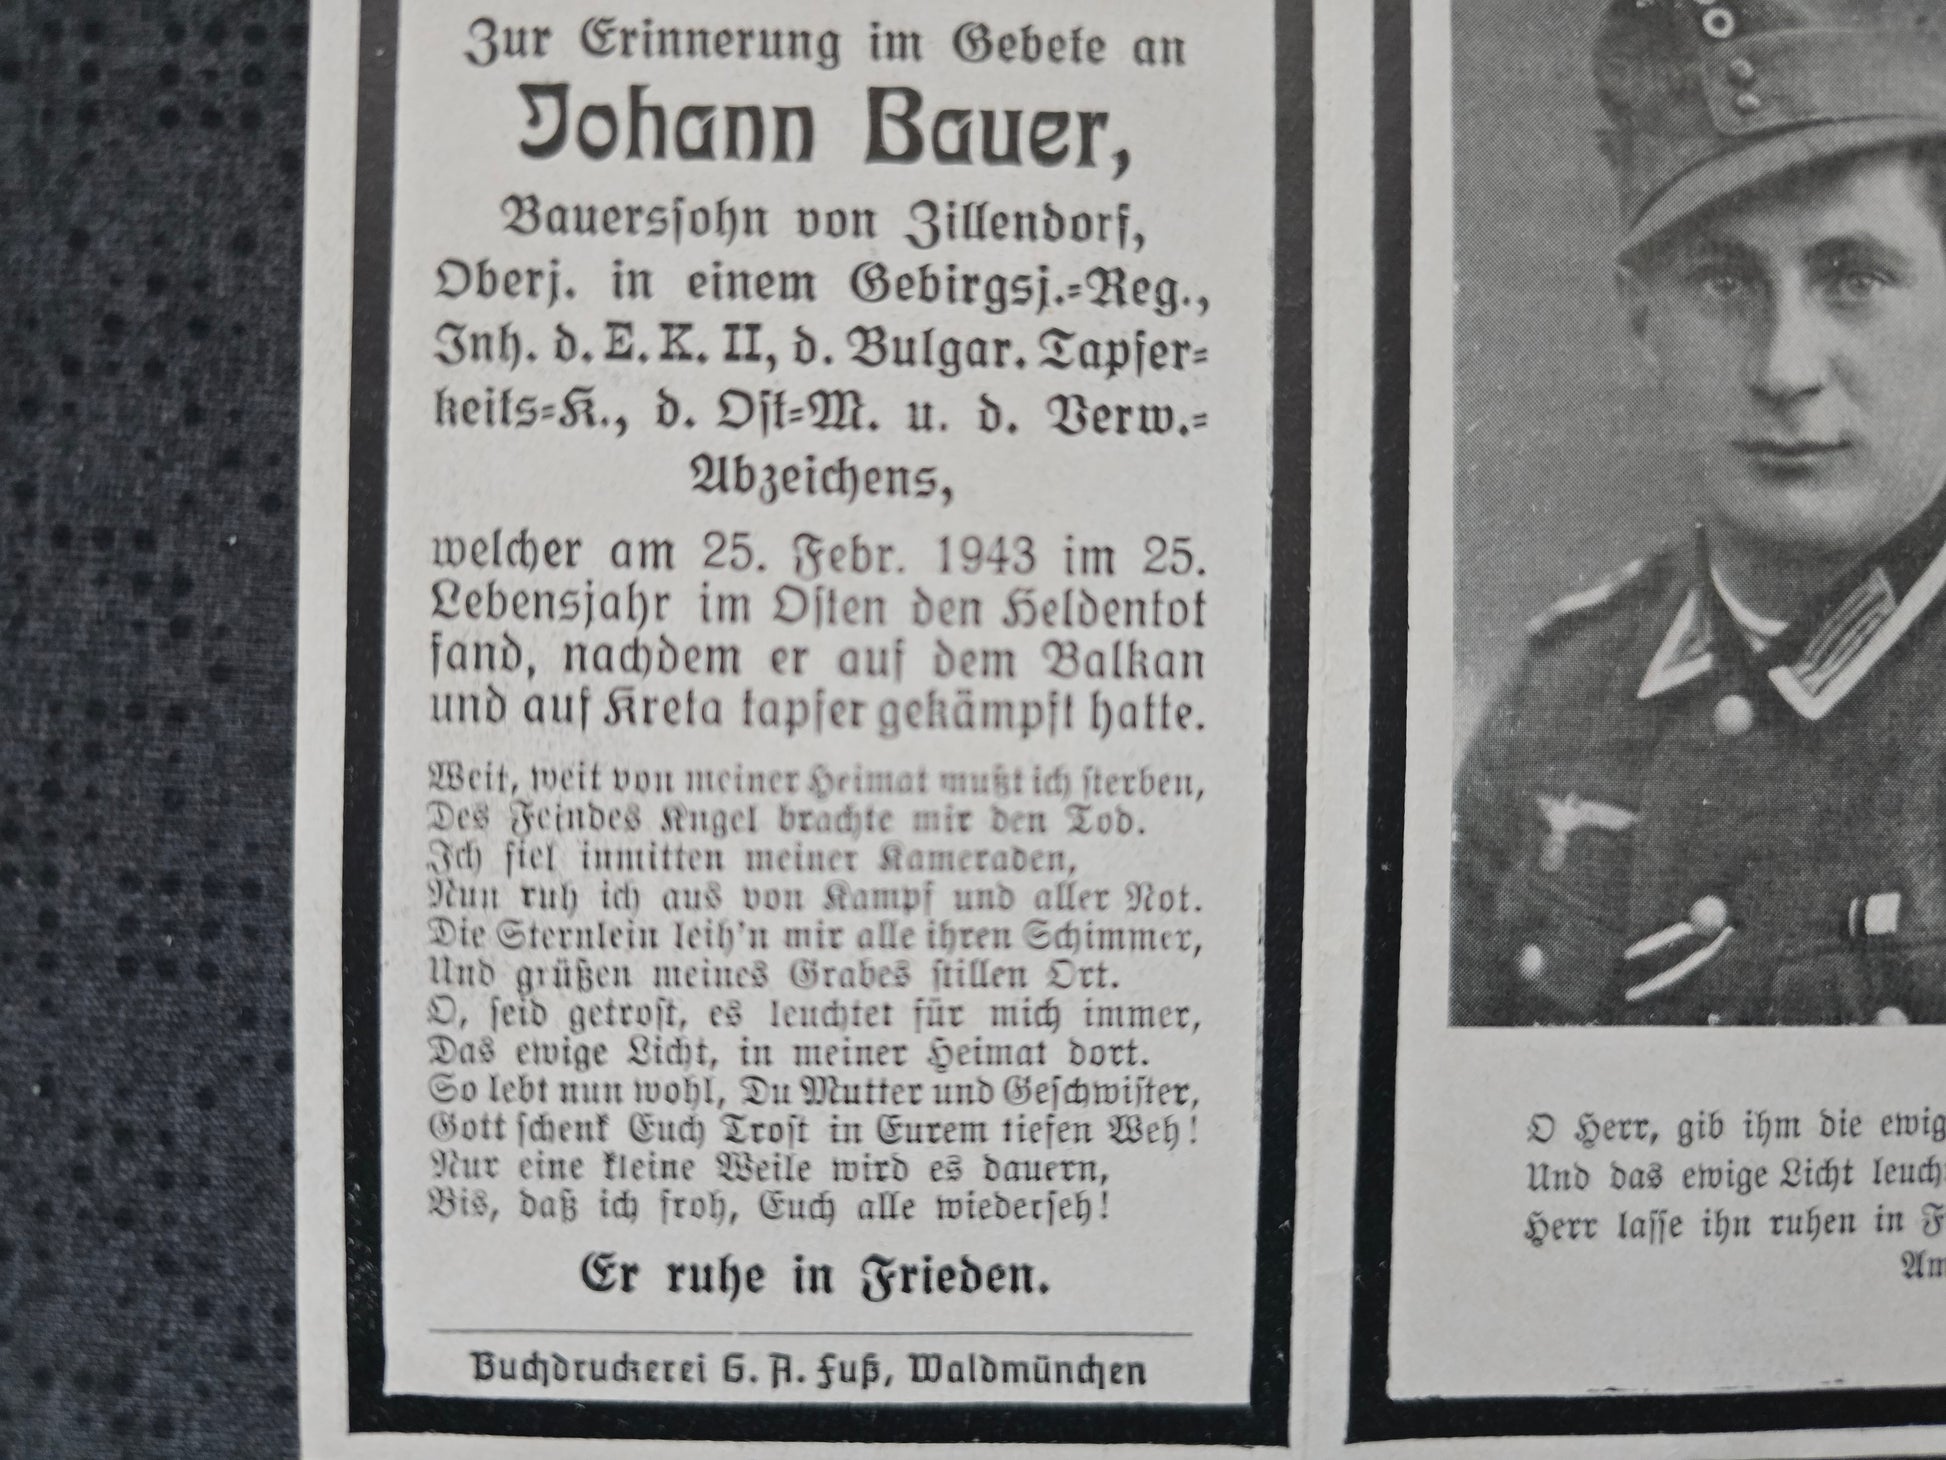 Zur Erinnerung im Gebete an
Johann Bauer,
Bauerssohn von Zillendorf,
Oberj. in einem Gebirgsj.-Reg.,
Inh. d. E. K. II, d. Bulgar. Tapfer-
keits-K., d. Ost-M. u. d. Verw.-
Abzeichens,
welcher am 25. Febr. 1943 im 25.
Lebensjahr im Osten den Heldentot
fand, nachdem er auf dem Balkan
und auf Kreta tapfer gekämpft hatte.
Weit, weit von meiner Heimat mußt ich sterben,
Des Feindes Kugel brachte mir den Tod.
Ich fiel inmitten meiner Kameraden,
Nun ruh ich aus von Kampf und aller Not.
Die Sternlein leih'n mir alle ihren Schimmer,
Und grüßen meines Grabes stillen Ort.
O, seid getrost, es leuchtet für mich immer,
Das ewige Licht, in meiner Heimat dort.
So lebt nun wohl, Du Mutter und Geschwister,
Gott schenk Euch Trost in Eurem tiefen Weh!
Nur eine kleine Weile wird es dauern,
Bis, daß ich froh, Euch alle wiederseh!
Er ruhe in Frieden.
Buchdruckerei G. A. Fuß, Waldmünchen
O Herr, gib ihm die ewig
Und das ewige Licht leuch
Herr lasse ihn ruhen in F
Am